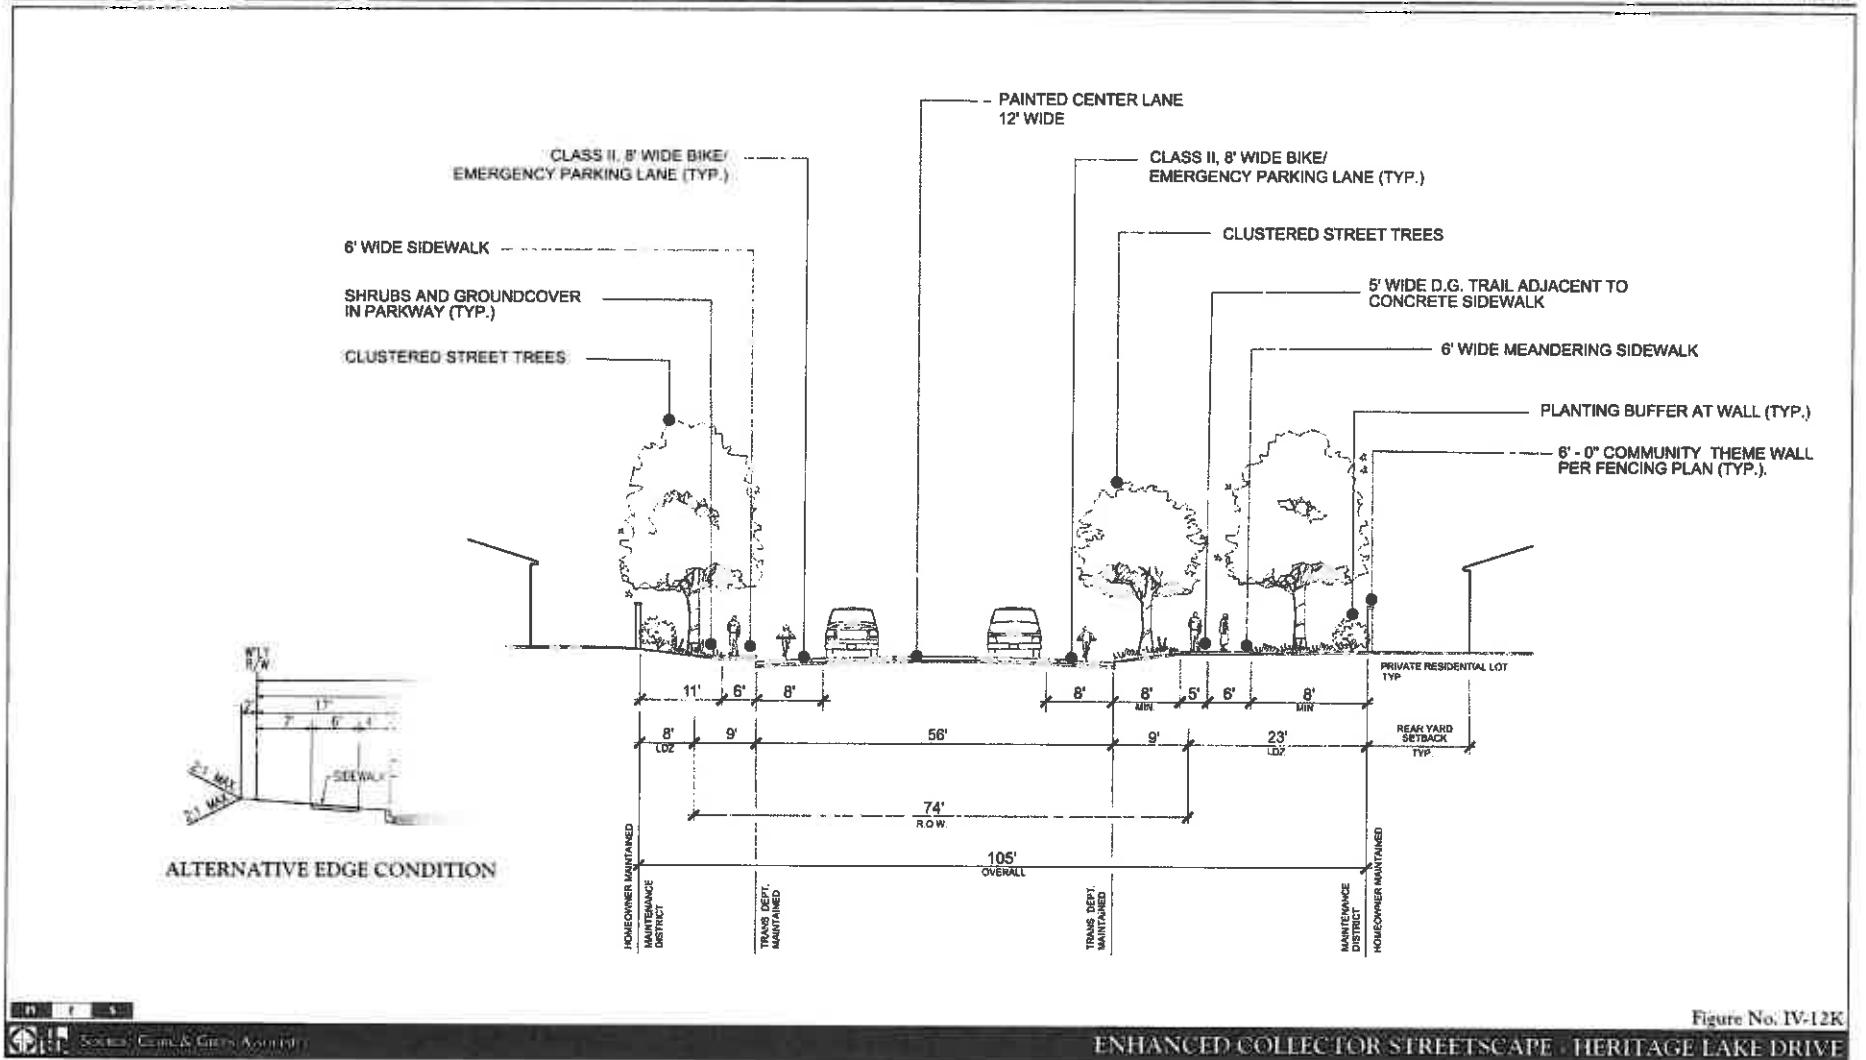 PAINTED CENTER LANE
12' WIDE
CLASS II, 8' WIDE BIKE/
EMERGENCY PARKING LANE (TYP.)
CLASS II, 8' WIDE BIKE/
EMERGENCY PARKING LANE (TYP.)
6' WIDE SIDEWALK
CLUSTERED STREET TREES
SHRUBS AND GROUNDCOVER
IN PARKWAY (TYP.)
5' WIDE D.G. TRAIL ADJACENT TO
CONCRETE SIDEWALK
CLUSTERED STREET TREES
6' WIDE MEANDERING SIDEWALK
PLANTING BUFFER AT WALL (TYP.)
6' - 0" COMMUNITY THEME WALL
PER FENCING PLAN (TYP.).
W'LY
R/W
2'
17'
7'
6'
4
SIDEWALK
2:1 MAX
2:1 MAX
ALTERNATIVE EDGE CONDITION
PRIVATE RESIDENTIAL LOT
TYP
11'
6'
8'
8'
8'
MIN.
5'
6'
8'
MIN
8'
LDZ
9'
56'
9'
23'
LDZ
REAR YARD
SETBACK
TYP.
74'
R.O.W.
105'
OVERALL
HOMEOWNER MAINTAINED
MAINTENANCE
DISTRICT
TRANS DEPT.
MAINTAINED
TRANS DEPT.
MAINTAINED
MAINTENANCE
DISTRICT
HOMEOWNER MAINTAINED
Figure No. IV-12K
ENHANCED COLLECTOR STREETSCAPE - HERITAGE LAKE DRIVE